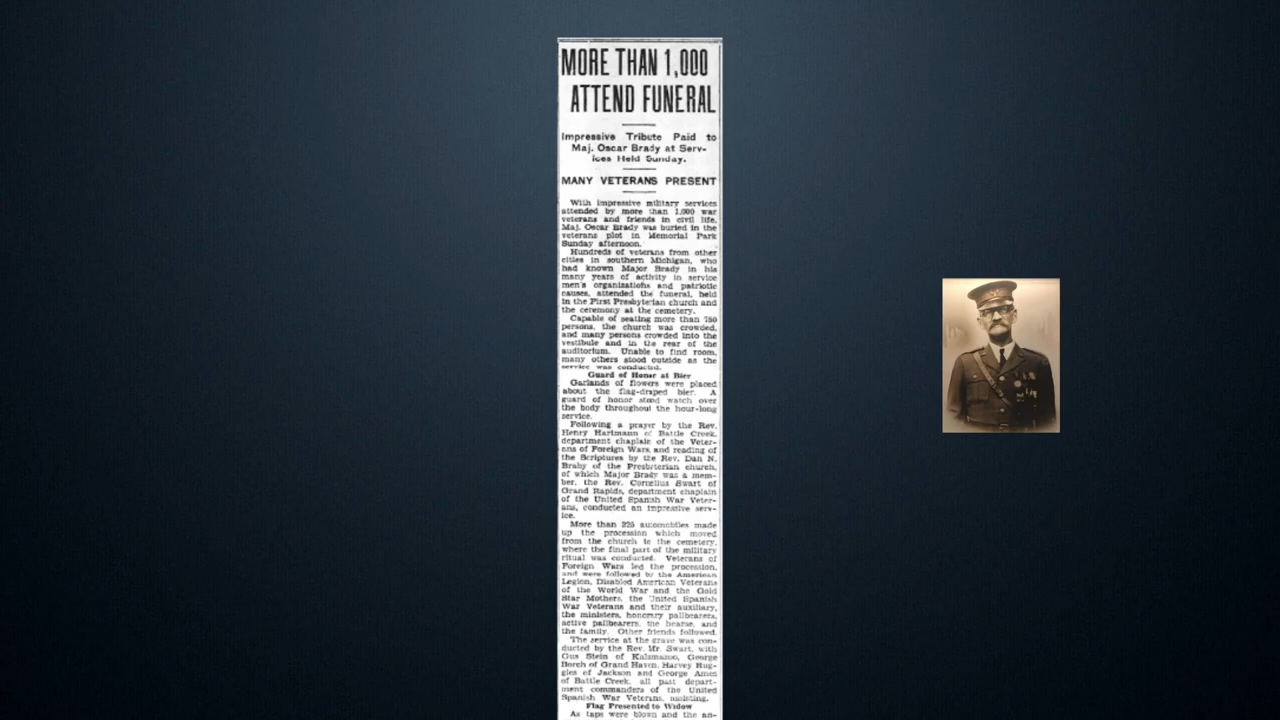 MORE THAN 1,000
ATTEND FUNERAL
Impressive Tribute Paid to
Maj. Oscar Brady at Serv-
ices Held Sunday.
MANY VETERANS PRESENT
With impressive military services
attended by more than 1,000 war
veterans and friends in civil life,
Maj. Oscar Brady was buried in the
veterans plot in Memorial Park
Sunday afternoon.
Hundreds of veterans from other
cities in southern Michigan, who
had known Major Brady in his
many years of activity in service
men's organizations and patriotic
causes, attended the funeral, held
in the First Presbyterian church and
the ceremony at the cemetery.
Capable of seating more than 750
persons, the church was crowded,
and many persons crowded into the
vestibule and in the rear of the
auditorium. Unable to find room,
many others stood outside as the
service was conducted.
Guard of Honor at Bier
Garlands of flowers were placed
about the flag-draped bier. A
guard of honor stood watch over
the body throughout the hour-long
service.
Following a prayer by the Rev.
Henry Hartmann of Battle Creek,
department chaplain of the Veter-
ans of Foreign Wars, and reading of
the Scriptures by the Rev. Dan N.
Braby of the Presbyterian church,
of which Major Brady was a mem-
ber, the Rev. Cornelius Swart of
Grand Rapids, department chaplain
of the United Spanish War Veter-
ans, conducted an impressive serv-
ice.
More than 225 automobiles made
up the procession which moved
from the church to the cemetery,
where the final part of the military
ritual was conducted. Veterans of
Foreign Wars led the procession,
and were followed by the American
Legion, Disabled American Veterans
of the World War and the Gold
Star Mothers, the United Spanish
War Veterans and their auxiliary,
the ministers, honorary pallbearers,
active pallbearers, the hearse, and
the family. Other friends followed.
The service at the grave was con-
ducted by the Rev. Mr. Swart, with
Gus Stein of Kalamazoo, George
Borch of Grand Haven, Harvey Rug-
gles of Jackson and George Ames
of Battle Creek, all past depart-
ment commanders of the United
Spanish War Veterans, assisting.
Flag Presented to Widow
As taps were blown and the an-